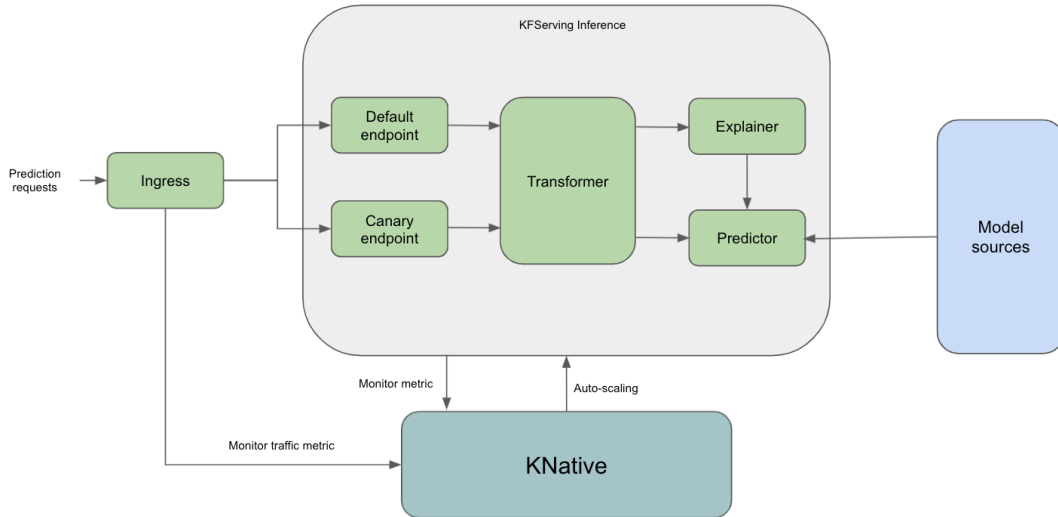 KFServing Inference
Default
endpoint
Explainer
Prediction
requests
Ingress
Transformer
Canary
endpoint
Predictor
Model
sources
Monitor metric
Auto-scaling
Monitor traffic metric
KNative